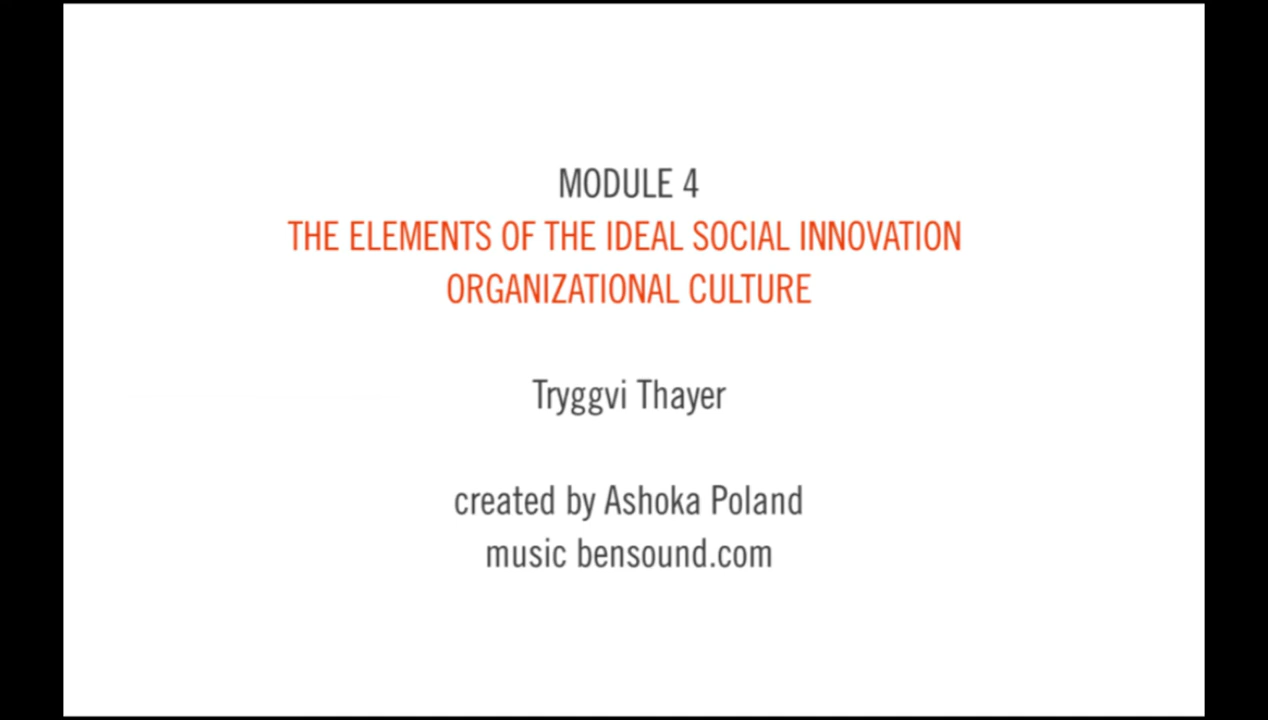 MODULE 4
THE ELEMENTS OF THE IDEAL SOCIAL INNOVATION
ORGANIZATIONAL CULTURE
Tryggvi Thayer
created by Ashoka Poland
music bensound.com